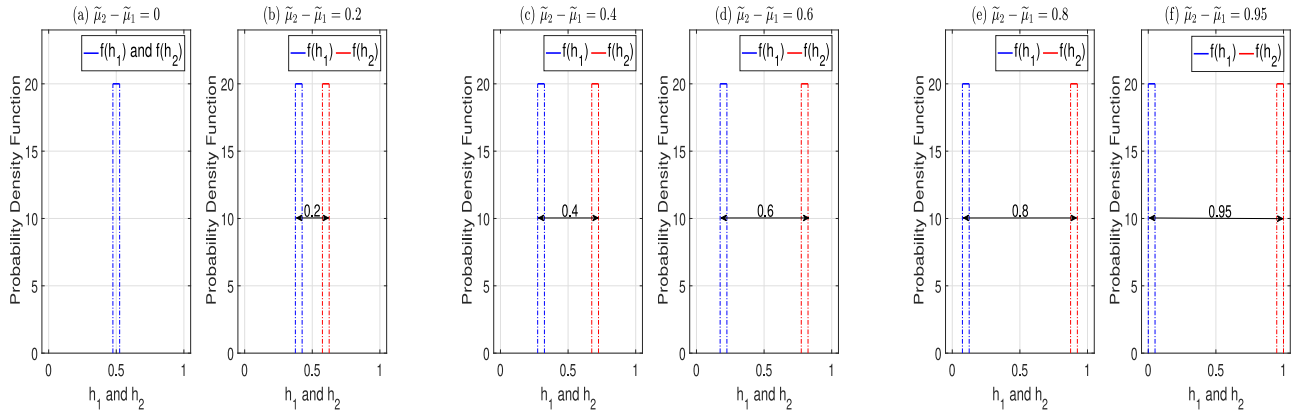 (a) μ̃₂ − μ̃₁ = 0
f(h₁) and f(h₂)
Probability Density Function
20
15
10
5
0
0 0.5 1
h₁ and h₂
(b) μ̃₂ − μ̃₁ = 0.2
f(h₁) f(h₂)
Probability Density Function
20
15
10
5
0
0.2
0 0.5 1
h₁ and h₂
(c) μ̃₂ − μ̃₁ = 0.4
f(h₁) f(h₂)
Probability Density Function
20
15
10
5
0
0.4
0 0.5 1
h₁ and h₂
(d) μ̃₂ − μ̃₁ = 0.6
f(h₁) f(h₂)
Probability Density Function
20
15
10
5
0
0.6
0 0.5 1
h₁ and h₂
(e) μ̃₂ − μ̃₁ = 0.8
f(h₁) f(h₂)
Probability Density Function
20
15
10
5
0
0.8
0 0.5 1
h₁ and h₂
(f) μ̃₂ − μ̃₁ = 0.95
f(h₁) f(h₂)
Probability Density Function
20
15
10
5
0
0.95
0 0.5 1
h₁ and h₂